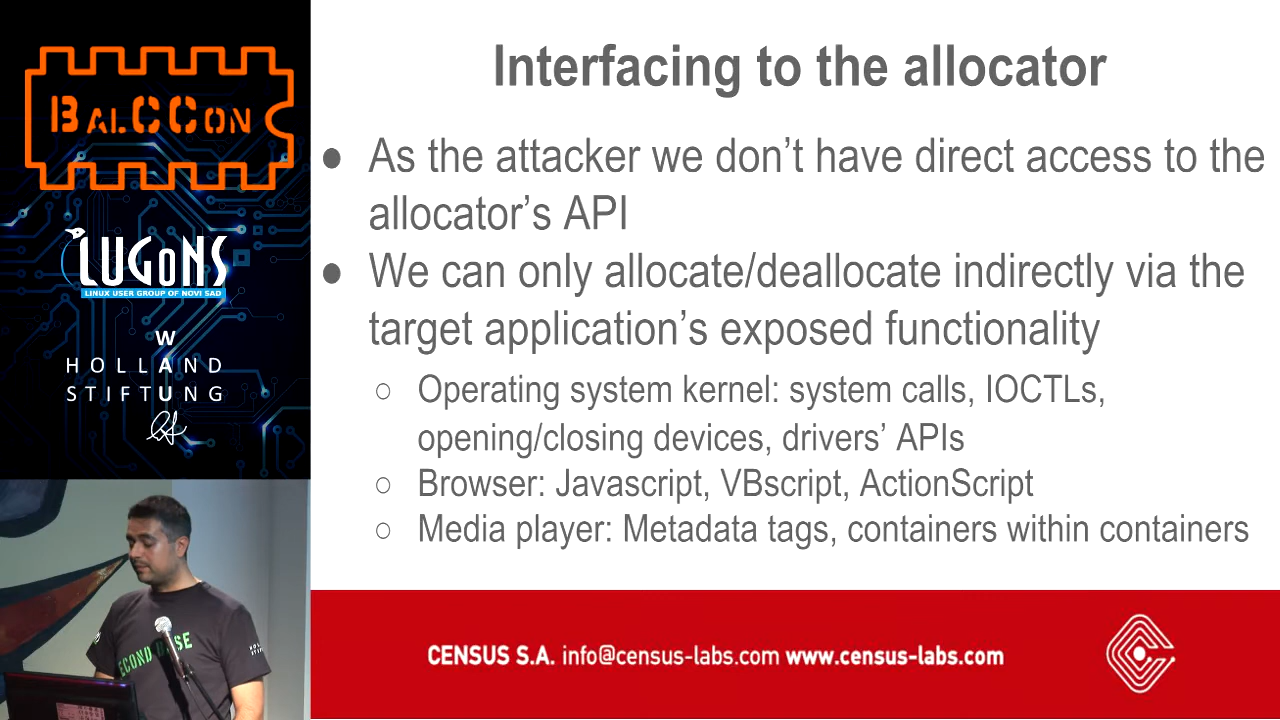 BALCCON
LUGONS
LINUX USER GROUP OF NOVI SAD
WAU
HOLLAND
STIFTUNG
Interfacing to the allocator
● As the attacker we don’t have direct access to the
allocator’s API
● We can only allocate/deallocate indirectly via the
target application’s exposed functionality
○ Operating system kernel: system calls, IOCTLs,
opening/closing devices, drivers’ APIs
○ Browser: Javascript, VBscript, ActionScript
○ Media player: Metadata tags, containers within containers
CENSUS S.A. info@census-labs.com www.census-labs.com